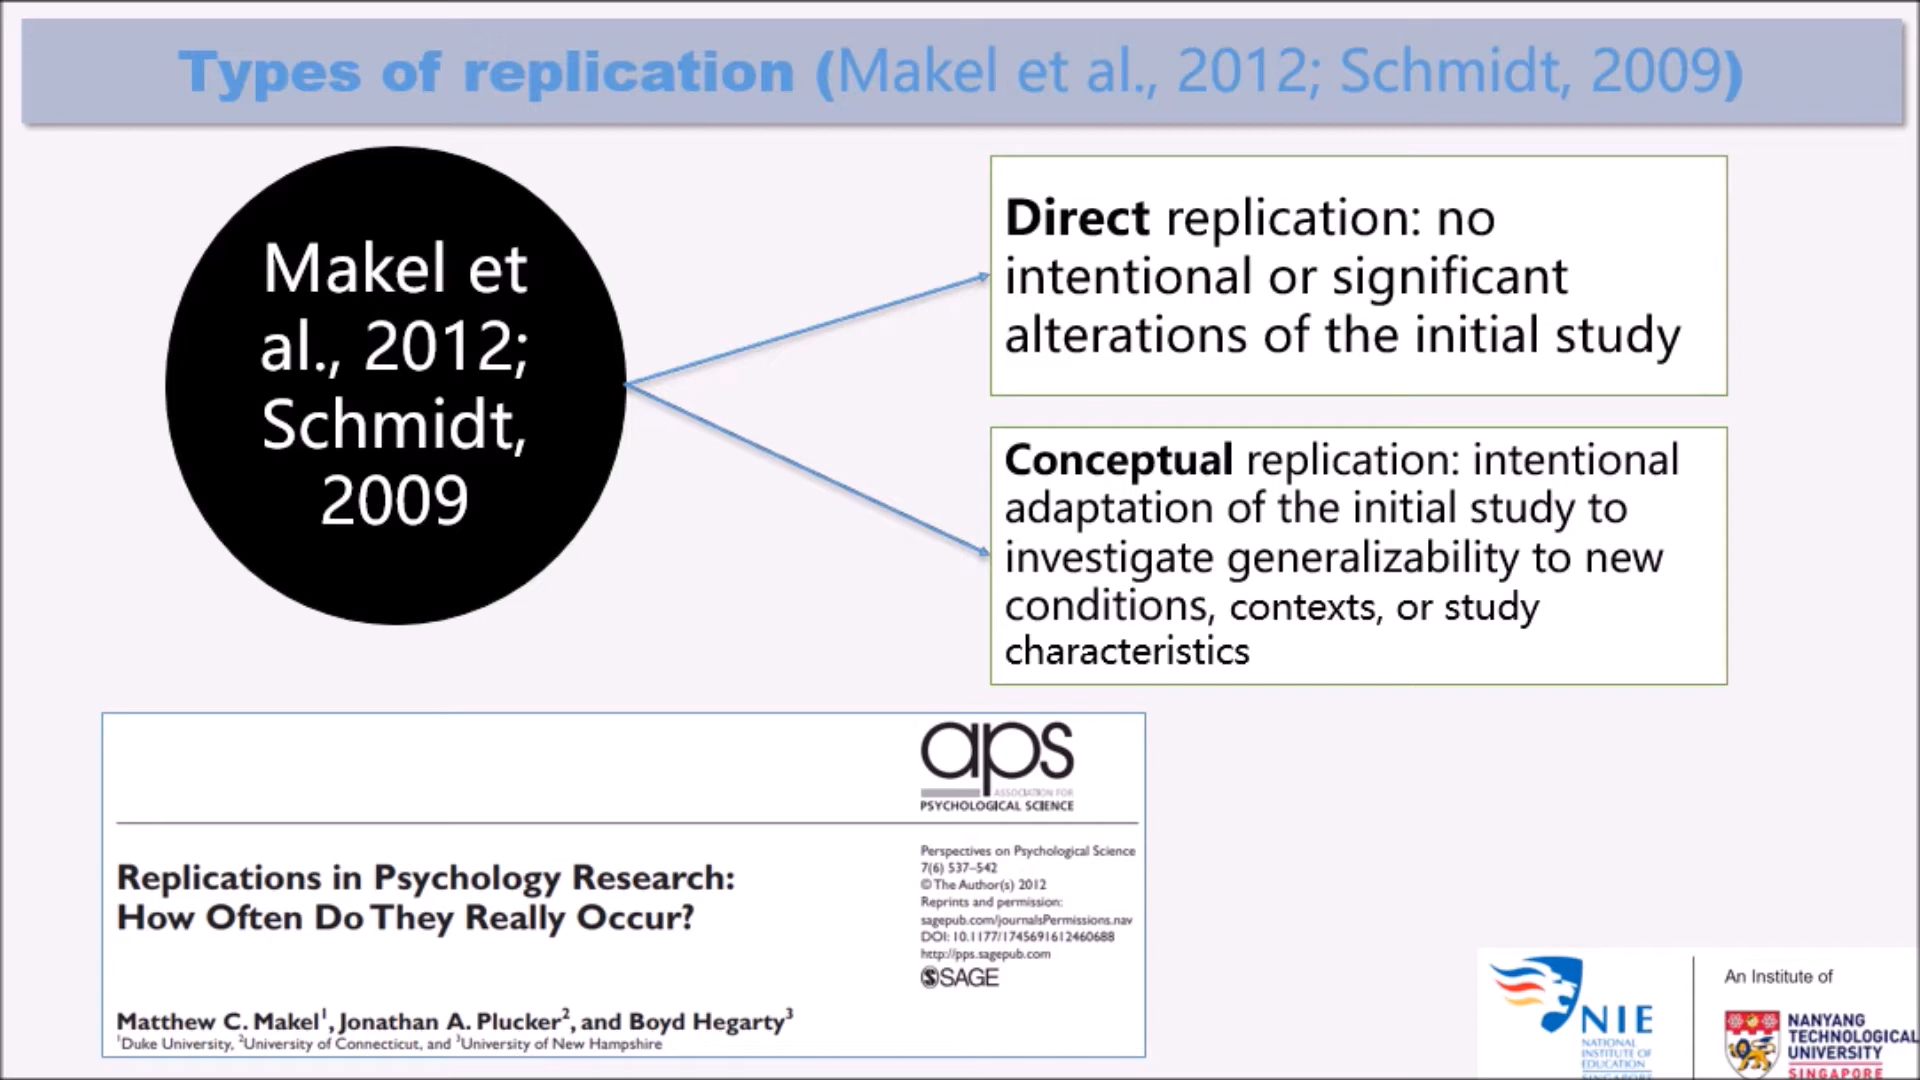 Types of replication (Makel et al., 2012; Schmidt, 2009)
Makel et
al., 2012;
Schmidt,
2009
Direct replication: no
intentional or significant
alterations of the initial study
Conceptual replication: intentional
adaptation of the initial study to
investigate generalizability to new
conditions, contexts, or study
characteristics
aps
ASSOCIATION FOR
PSYCHOLOGICAL SCIENCE
Replications in Psychology Research:
How Often Do They Really Occur?
Perspectives on Psychological Science
7(6) 537–542
© The Author(s) 2012
Reprints and permission:
sagepub.com/journalsPermissions.nav
DOI: 10.1177/1745691612460688
http://pps.sagepub.com
SSAGE
Matthew C. Makel¹, Jonathan A. Plucker², and Boyd Hegarty³
¹Duke University, ²University of Connecticut, and ³University of New Hampshire
NIE
NATIONAL
INSTITUTE OF
EDUCATION
SINGAPORE
An Institute of
NANYANG
TECHNOLOGICAL
UNIVERSITY
SINGAPORE